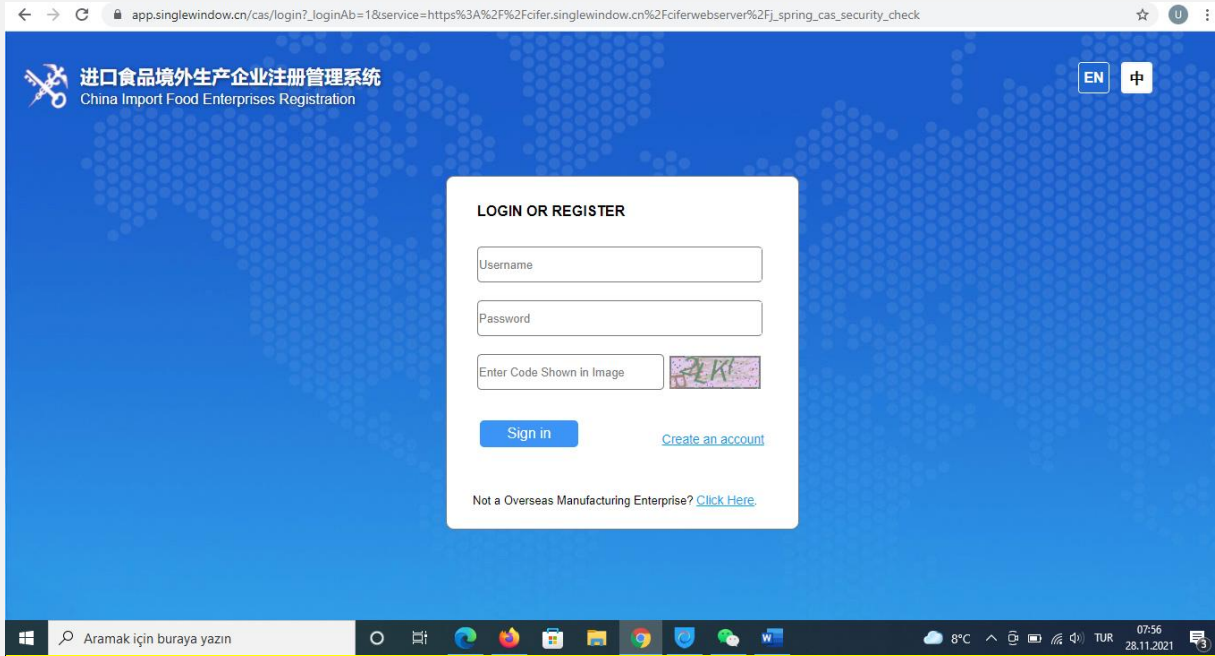 app.singlewindow.cn/cas/login?_loginAb=1&service=https%3A%2F%2Fcifer.singlewindow.cn%2Fciferwebserver%2Fj_spring_cas_security_check
U
进口食品境外生产企业注册管理系统
China Import Food Enterprises Registration
EN 中
LOGIN OR REGISTER
Username
Password
Enter Code Shown in Image
Sign in
Create an account
Not a Overseas Manufacturing Enterprise? Click Here.
Aramak için buraya yazın
8°C
TUR
07:56
28.11.2021
3